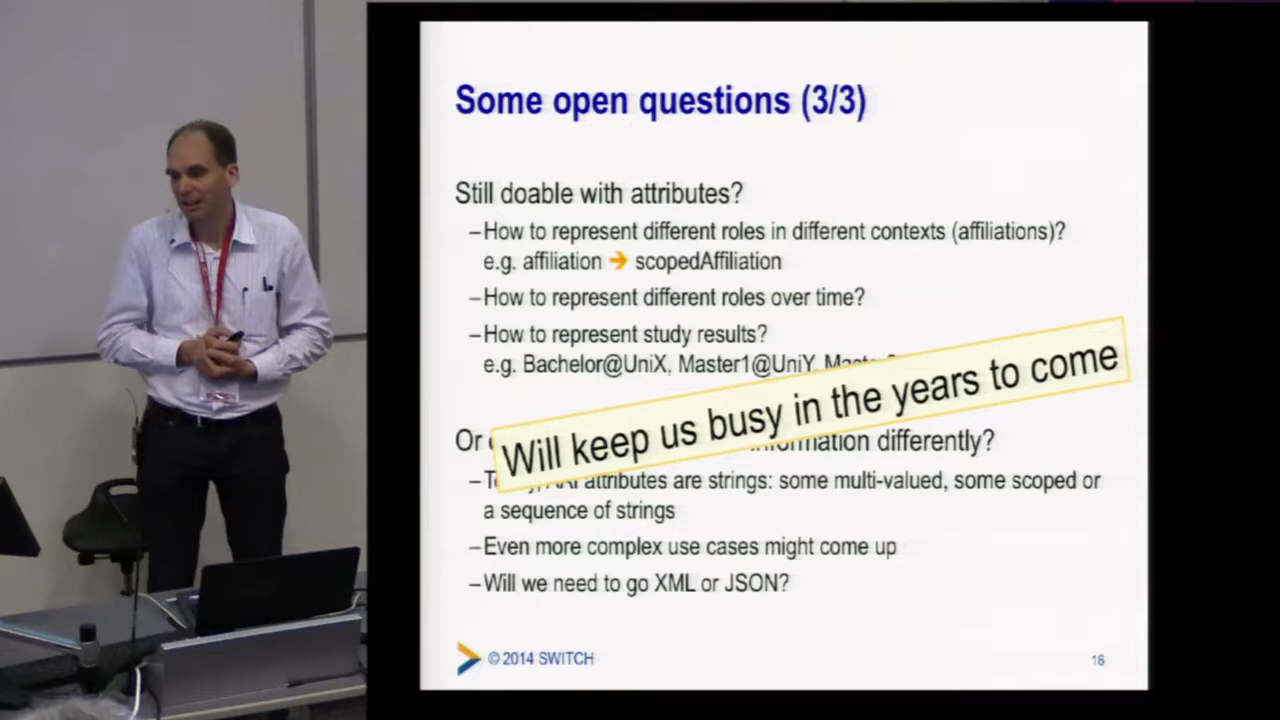 Some open questions (3/3)
Still doable with attributes?
–How to represent different roles in different contexts (affiliations)?
e.g. affiliation ➔ scopedAffiliation
–How to represent different roles over time?
–How to represent study results?
e.g. Bachelor@UniX, Master1@UniY,
Will keep us busy in the years to come
Or differently?
attributes are strings: some multi-valued, some scoped or
a sequence of strings
–Even more complex use cases might come up
–Will we need to go XML or JSON?
© 2014 SWITCH
16